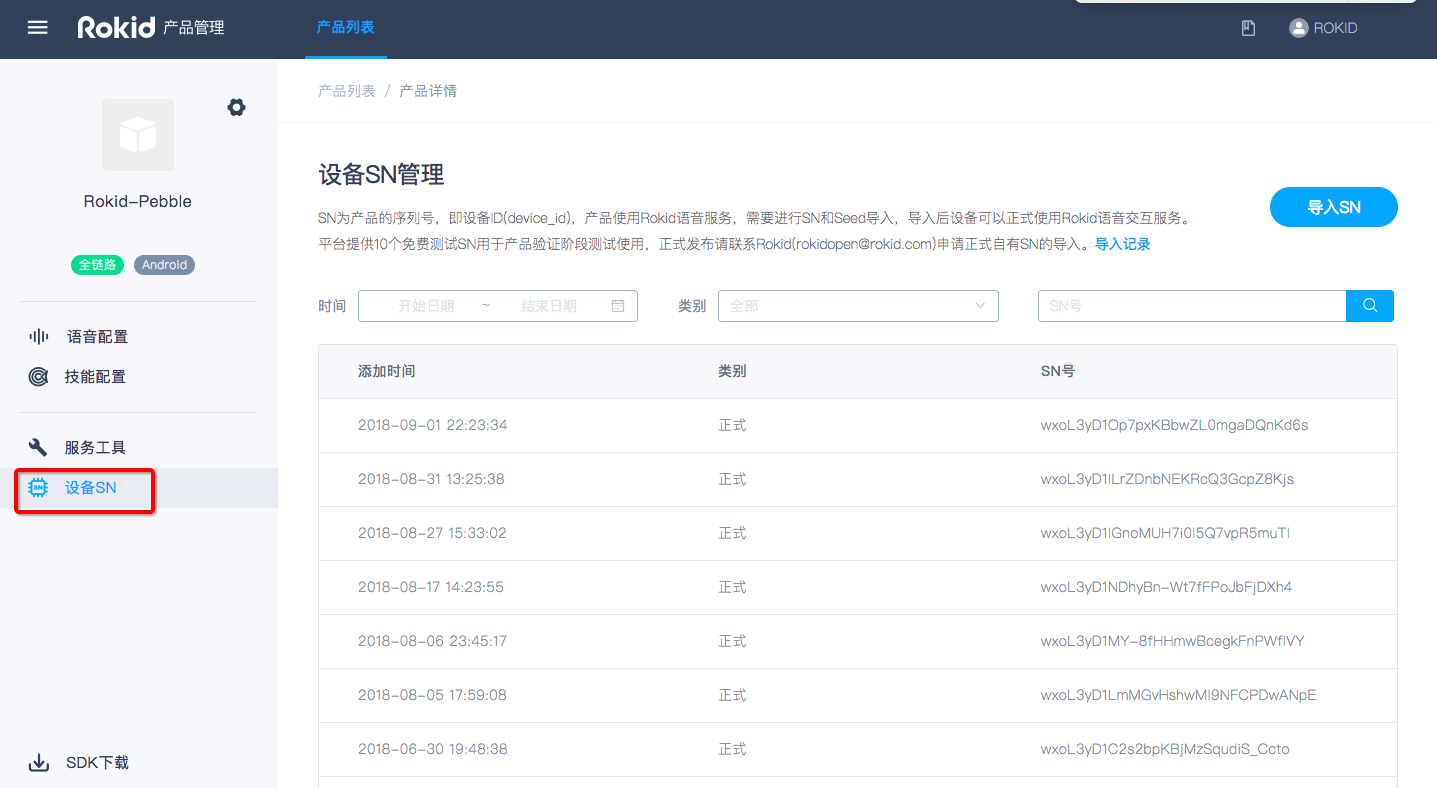 Rokid 产品管理 产品列表 ROKID
产品列表 / 产品详情
Rokid-Pebble
全链路 Android
语音配置
技能配置
服务工具
设备SN
SDK下载
设备SN管理
SN为产品的序列号，即设备ID(device_id)，产品使用Rokid语音服务，需要进行SN和Seed导入，导入后设备可以正式使用Rokid语音交互服务。
平台提供10个免费测试SN用于产品验证阶段测试使用，正式发布请联系Rokid(rokidopen@rokid.com)申请正式自有SN的导入。导入记录
导入SN
时间 开始日期 ~ 结束日期 类别 全部 SN号
添加时间 类别 SN号
2018-09-01 22:23:34 正式 wxoL3yD1Op7pxKBbwZL0mgaDQnKd6s
2018-08-31 13:25:38 正式
2018-08-27 15:33:02 正式
2018-08-17 14:23:55 正式 wxoL3yD1NDhyBn-Wt7fFPoJbFjDXh4
2018-08-06 23:45:17 正式
2018-08-05 17:59:08 正式
2018-06-30 19:48:38 正式 wxoL3yD1C2s2bpKBjMzSqudiS_Ccto